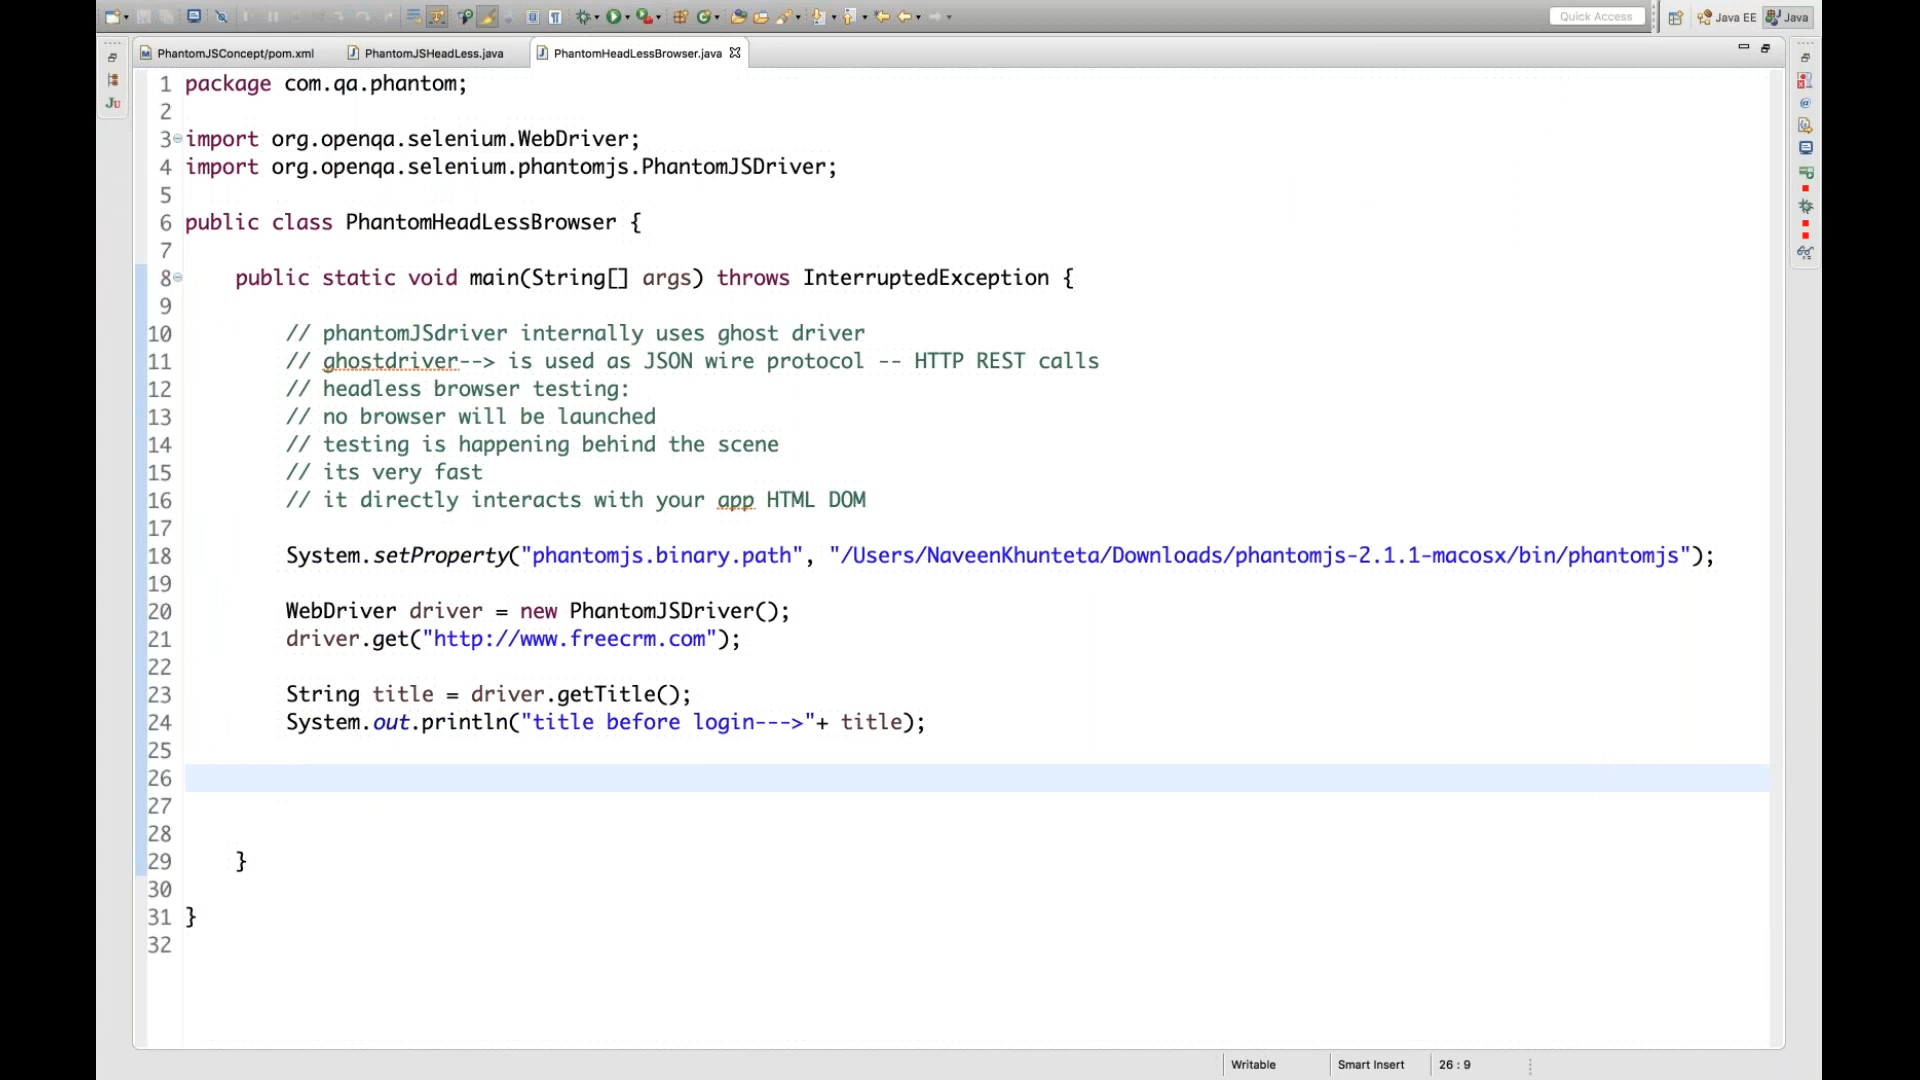 Quick Access
Java EE
Java
PhantomJSConcept/pom.xml
PhantomJSHeadLess.java
PhantomHeadLessBrowser.java
1 package com.qa.phantom;
2
3 import org.openqa.selenium.WebDriver;
4 import org.openqa.selenium.phantomjs.PhantomJSDriver;
5
6 public class PhantomHeadLessBrowser {
7
8 public static void main(String[] args) throws InterruptedException {
9
10 // phantomJSdriver internally uses ghost driver
11 // ghostdriver--> is used as JSON wire protocol -- HTTP REST calls
12 // headless browser testing:
13 // no browser will be launched
14 // testing is happening behind the scene
15 // its very fast
16 // it directly interacts with your app HTML DOM
17
18 System.setProperty("phantomjs.binary.path", "/Users/NaveenKhunteta/Downloads/phantomjs-2.1.1-macosx/bin/phantomjs");
19
20 WebDriver driver = new PhantomJSDriver();
21 driver.get("http://www.freecrm.com");
22
23 String title = driver.getTitle();
24 System.out.println("title before login--->"+ title);
25
26
27
28
29 }
30
31 }
32
Writable
Smart Insert
26 : 9